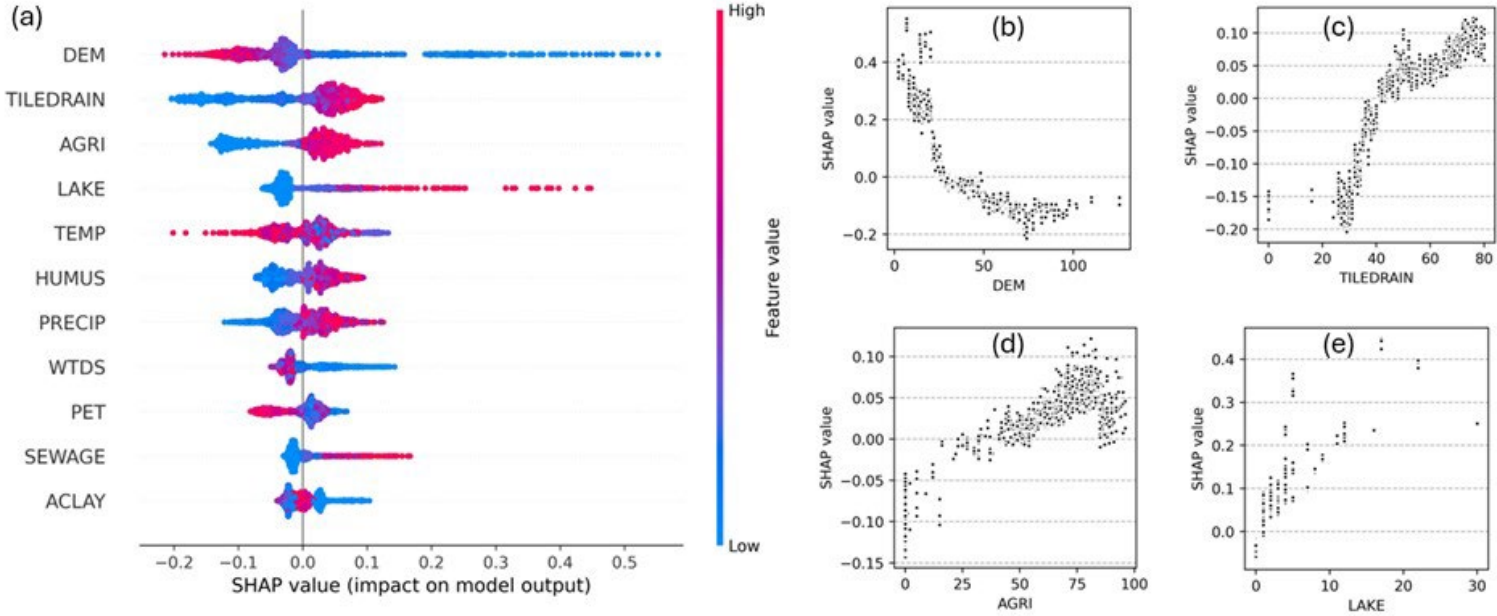 (a)
High
DEM
TILEDRAIN
AGRI
LAKE
TEMP
HUMUS
PRECIP
WTDS
PET
SEWAGE
ACLAY
Low
Feature value
−0.2 −0.1 0.0 0.1 0.2 0.3 0.4 0.5
SHAP value (impact on model output)
(b)
SHAP value
0.4
0.2
0.0
−0.2
0 50 100
DEM
(c)
SHAP value
0.10
0.05
0.00
−0.05
−0.10
−0.15
−0.20
0 20 40 60 80
TILEDRAIN
(d)
SHAP value
0.10
0.05
0.00
−0.05
−0.10
−0.15
0 25 50 75 100
AGRI
(e)
SHAP value
0.4
0.3
0.2
0.1
0.0
0 10 20 30
LAKE